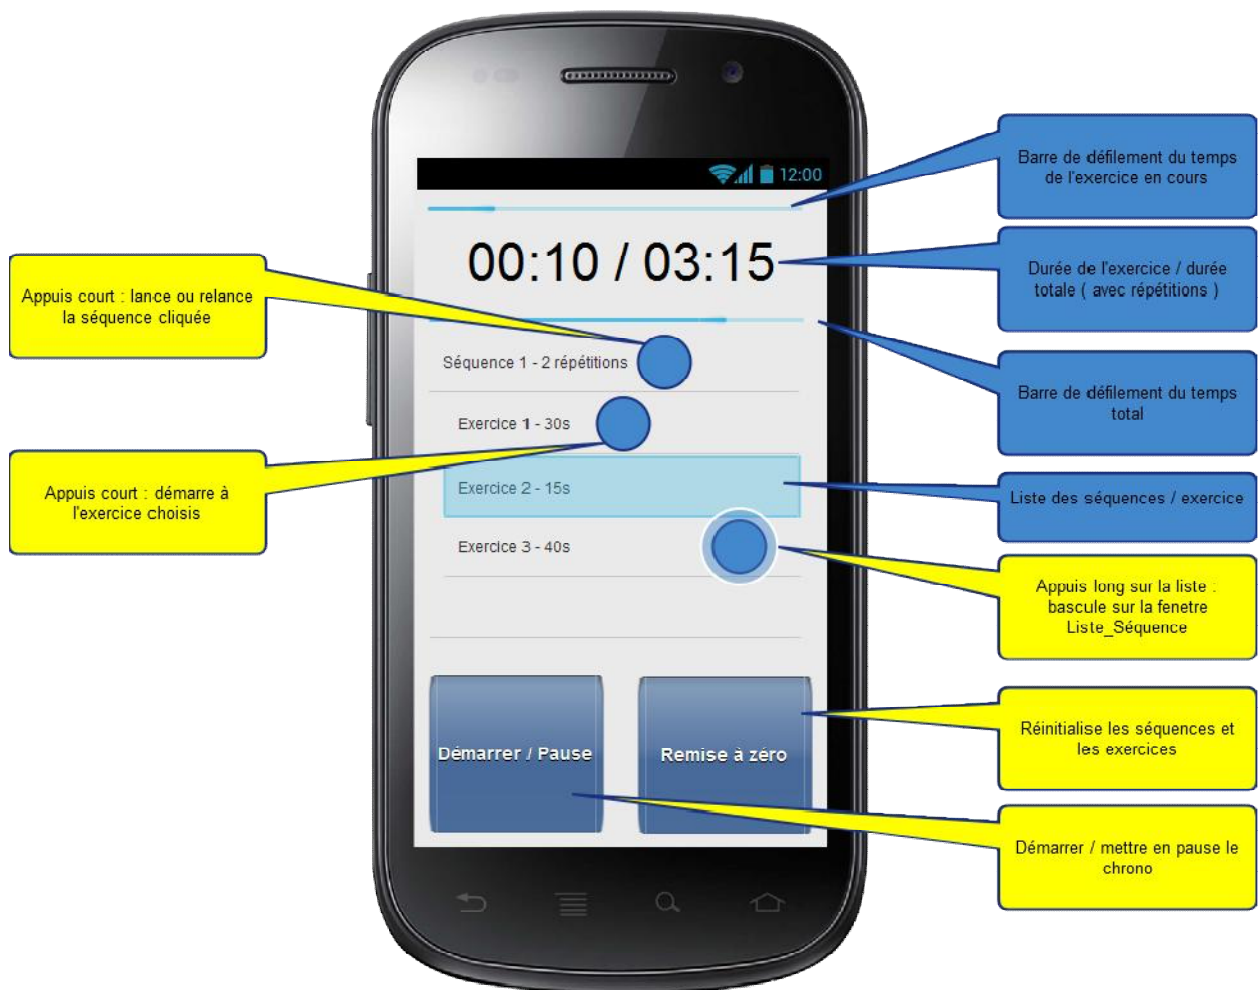 12:00
00:10 / 03:15
Séquence 1 - 2 répétitions
Exercice 1 - 30s
Exercice 2 - 15s
Exercice 3 - 40s
Démarrer / Pause
Remise à zéro
Appuis court : lance ou relance
la séquence cliquée
Appuis court : démarre à
l'exercice choisis
Barre de défilement du temps
de l'exercice en cours
Durée de l'exercice / durée
totale ( avec répétitions )
Barre de défilement du temps
total
Liste des séquences / exercice
Appuis long sur la liste :
bascule sur la fenetre
Liste_Séquence
Réinitialise les séquences et
les exercices
Démarrer / mettre en pause le
chrono